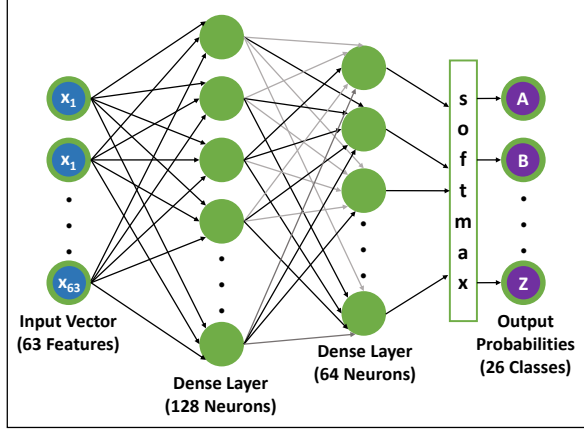 x1
x1
x63
Input Vector
(63 Features)
Dense Layer
(128 Neurons)
Dense Layer
(64 Neurons)
softmax
A
B
Z
Output
Probabilities
(26 Classes)